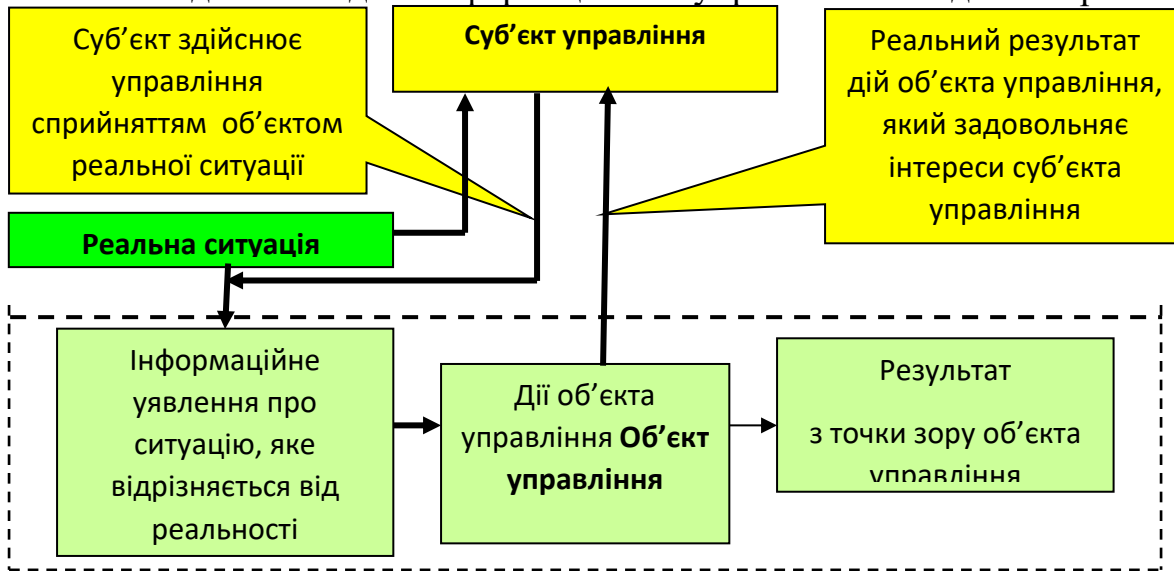 Суб’єкт здійснює
управління
сприйняттям об’єктом
реальної ситуації
Суб’єкт управління
Реальний результат
дій об’єкта управління,
який задовольняє
інтереси суб’єкта
управління
Реальна ситуація
Інформаційне
уявлення про
ситуацію, яке
відрізняється від
реальності
Дії об’єкта
управління Об’єкт
управління
Результат
з точки зору об’єкта
управління